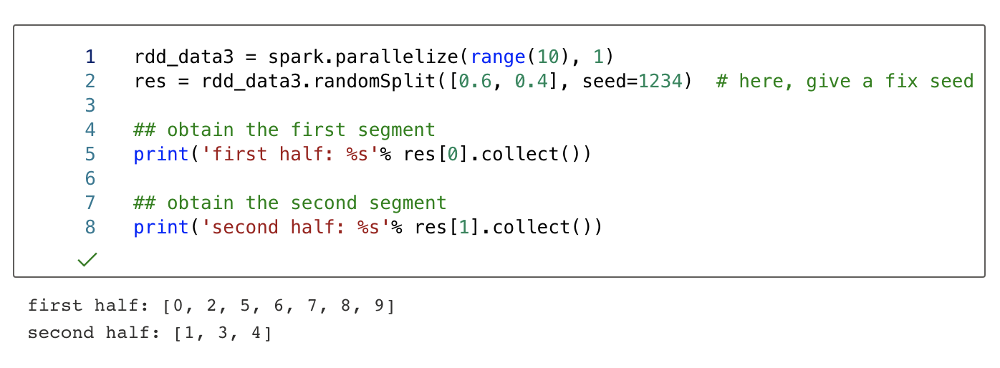 1 rdd_data3 = spark.parallelize(range(10), 1)
2 res = rdd_data3.randomSplit([0.6, 0.4], seed=1234)  # here, give a fix seed
3
4 ## obtain the first segment
5 print('first half: %s'% res[0].collect())
6
7 ## obtain the second segment
8 print('second half: %s'% res[1].collect())
first half: [0, 2, 5, 6, 7, 8, 9]
second half: [1, 3, 4]